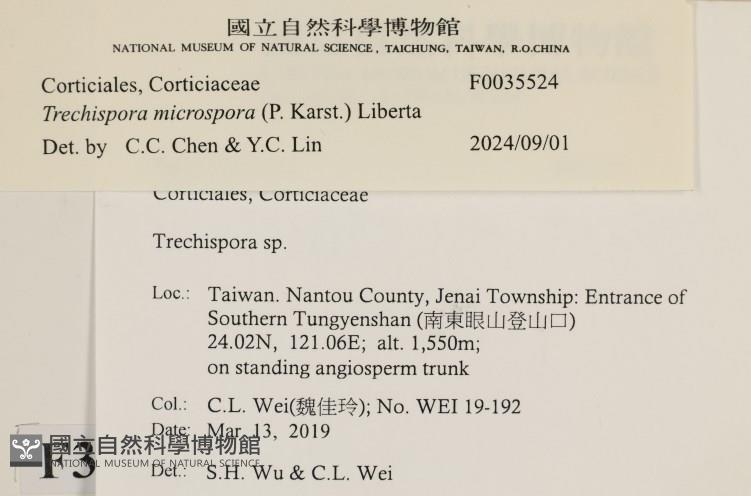 國立自然科學博物館
NATIONAL MUSEUM OF NATURAL SCIENCE, TAICHUNG, TAIWAN, R.O.CHINA
Corticiales, Corticiaceae F0035524
Trechispora microspora (P. Karst.) Liberta
Det. by C.C. Chen & Y.C. Lin 2024/09/01
Corticiales, Corticiaceae
Trechispora sp.
Loc.: Taiwan. Nantou County, Jenai Township: Entrance of
Southern Tungyenshan (南東眼山登山口)
24.02N, 121.06E; alt. 1,550m;
on standing angiosperm trunk
Col.: C.L. Wei(魏佳玲); No. WEI 19-192
Date: Mar. 13, 2019
Det.: S.H. Wu & C.L. Wei
F3
國立自然科學博物館
NATIONAL MUSEUM OF NATURAL SCIENCE